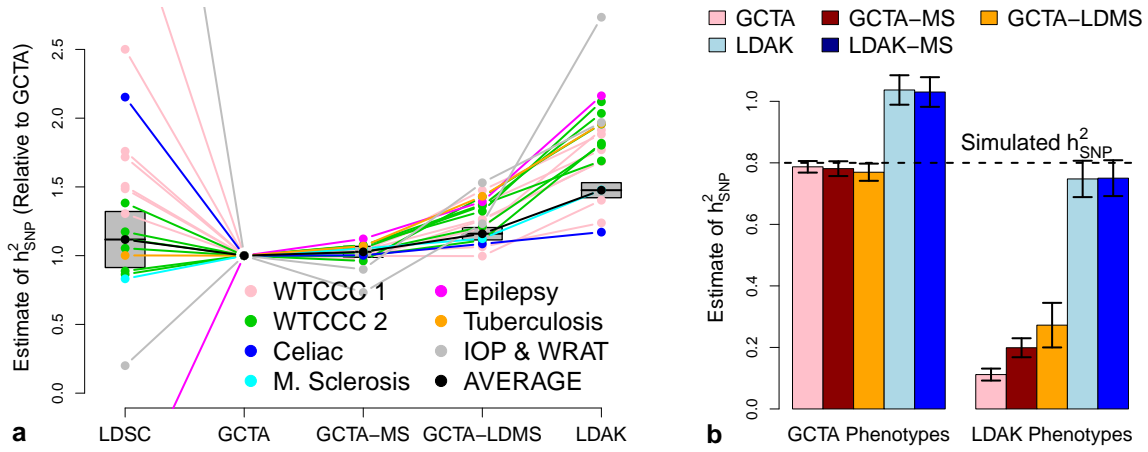 Estimate of h²SNP (Relative to GCTA)
2.5
2.0
1.5
1.0
0.5
0.0
WTCCC 1
WTCCC 2
Celiac
M. Sclerosis
Epilepsy
Tuberculosis
IOP & WRAT
AVERAGE
LDSC GCTA GCTA−MS GCTA−LDMS LDAK
a
GCTA GCTA−MS GCTA−LDMS
LDAK LDAK−MS
Estimate of h²SNP
1.0
0.8
0.6
0.4
0.2
0.0
Simulated h²SNP
GCTA Phenotypes LDAK Phenotypes
b